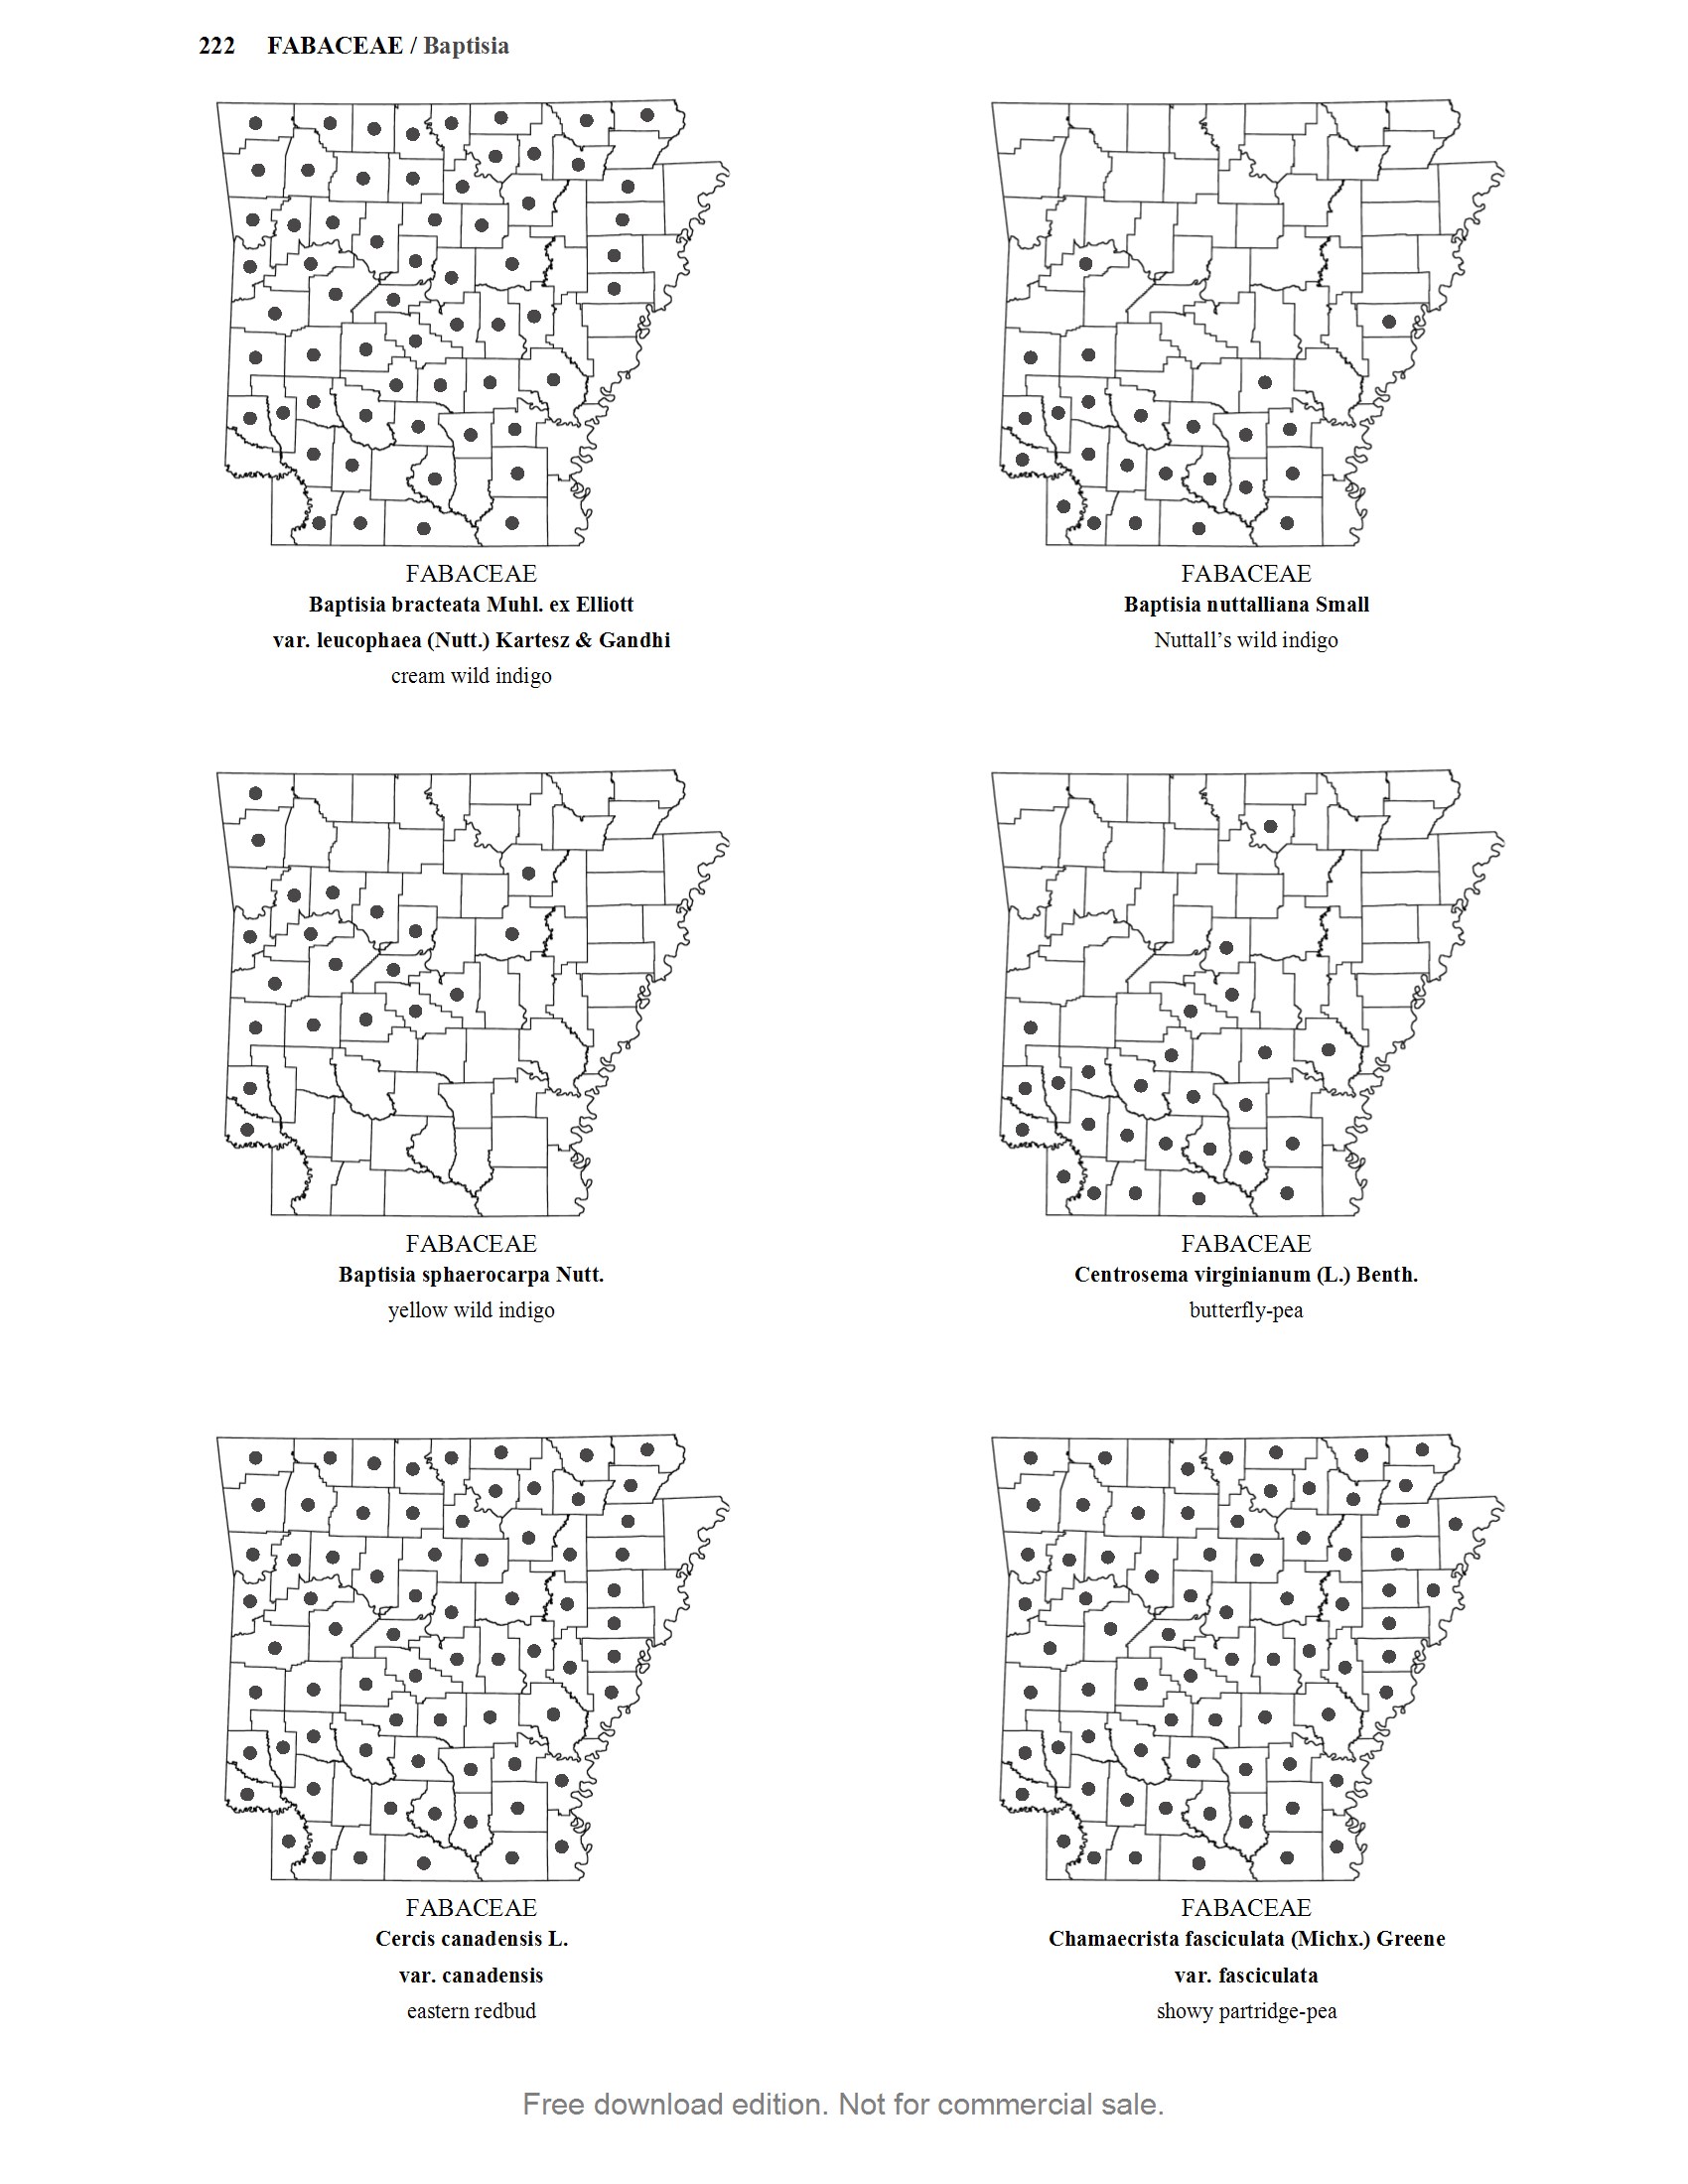 222 FABACEAE / Baptisia
FABACEAE
Baptisia bracteata Muhl. ex Elliott
var. leucophaea (Nutt.) Kartesz & Gandhi
cream wild indigo
FABACEAE
Baptisia nuttalliana Small
Nuttall’s wild indigo
FABACEAE
Baptisia sphaerocarpa Nutt.
yellow wild indigo
FABACEAE
Centrosema virginianum (L.) Benth.
butterfly-pea
FABACEAE
Cercis canadensis L.
var. canadensis
eastern redbud
FABACEAE
Chamaecrista fasciculata (Michx.) Greene
var. fasciculata
showy partridge-pea
Free download edition. Not for commercial sale.